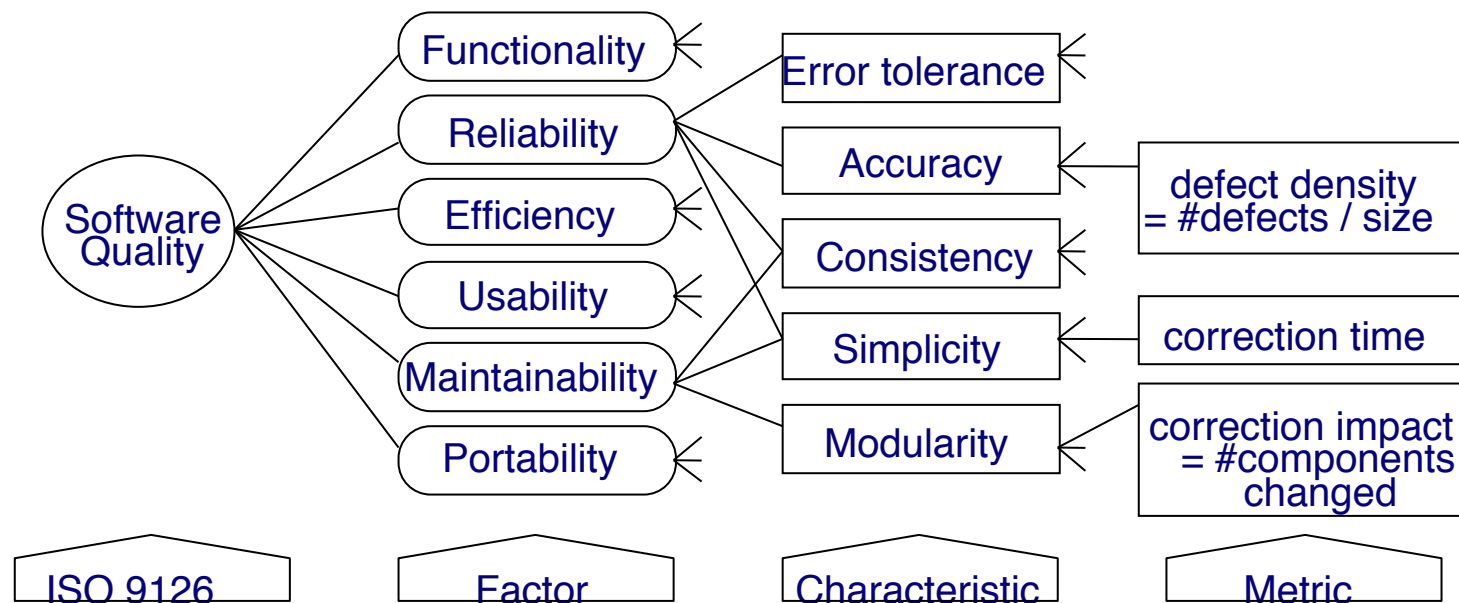 Functionality
Reliability
Efficiency
Usability
Maintainability
Portability
Software
Quality
Error tolerance
Accuracy
Consistency
Simplicity
Modularity
defect density
= #defects / size
correction time
correction impact
= #components
changed
ISO 9126
Factor
Characteristic
Metric